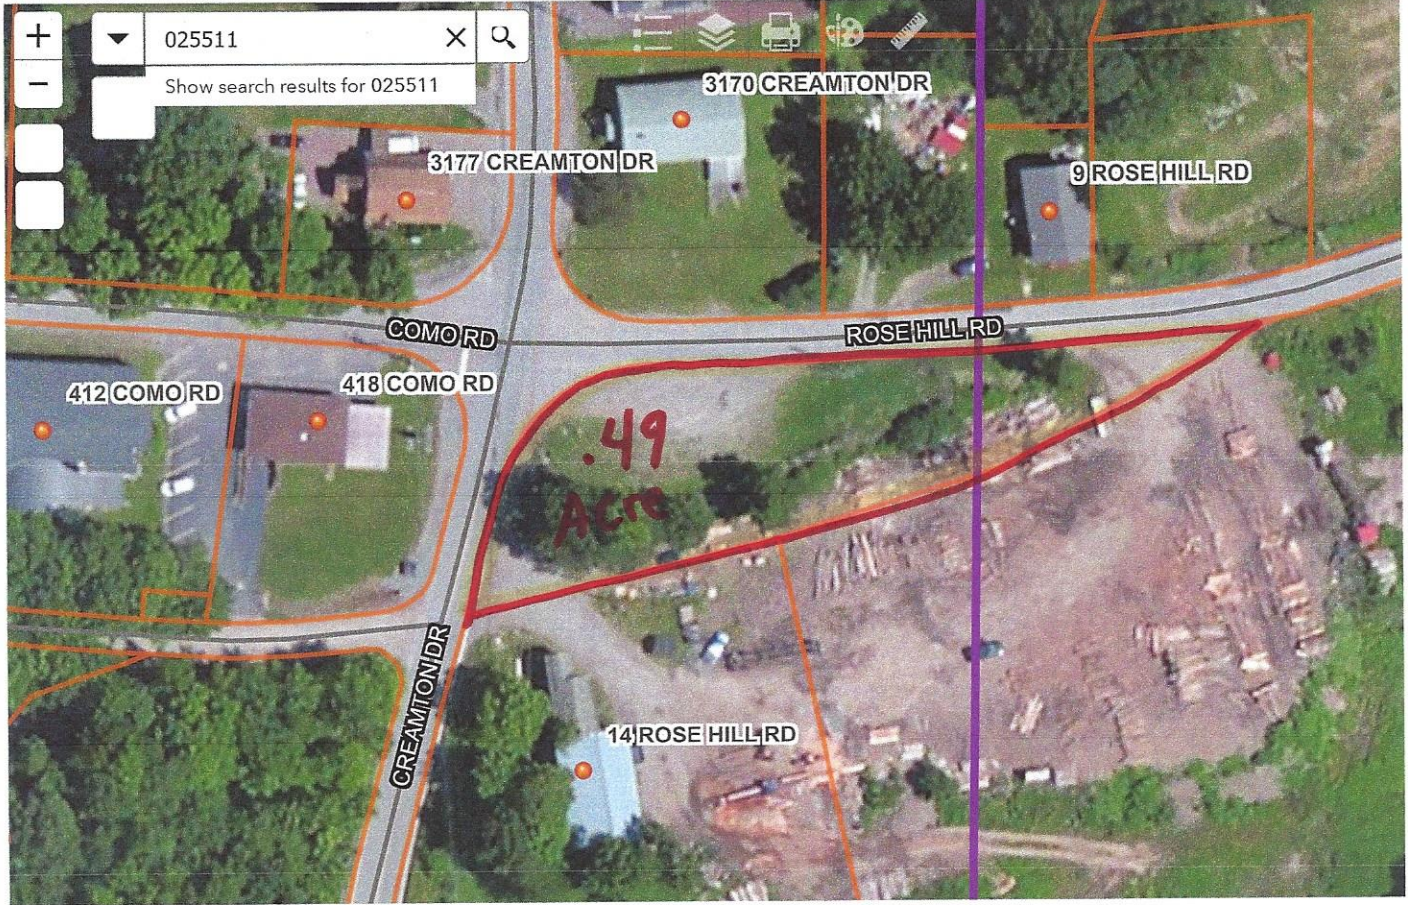 +
025511
Show search results for 025511
−
3170 CREAMTON DR
3177 CREAMTON DR
9 ROSE HILL RD
COMO RD
ROSE HILL RD
412 COMO RD
418 COMO RD
.49
Acre
CREAMTON DR
14 ROSE HILL RD